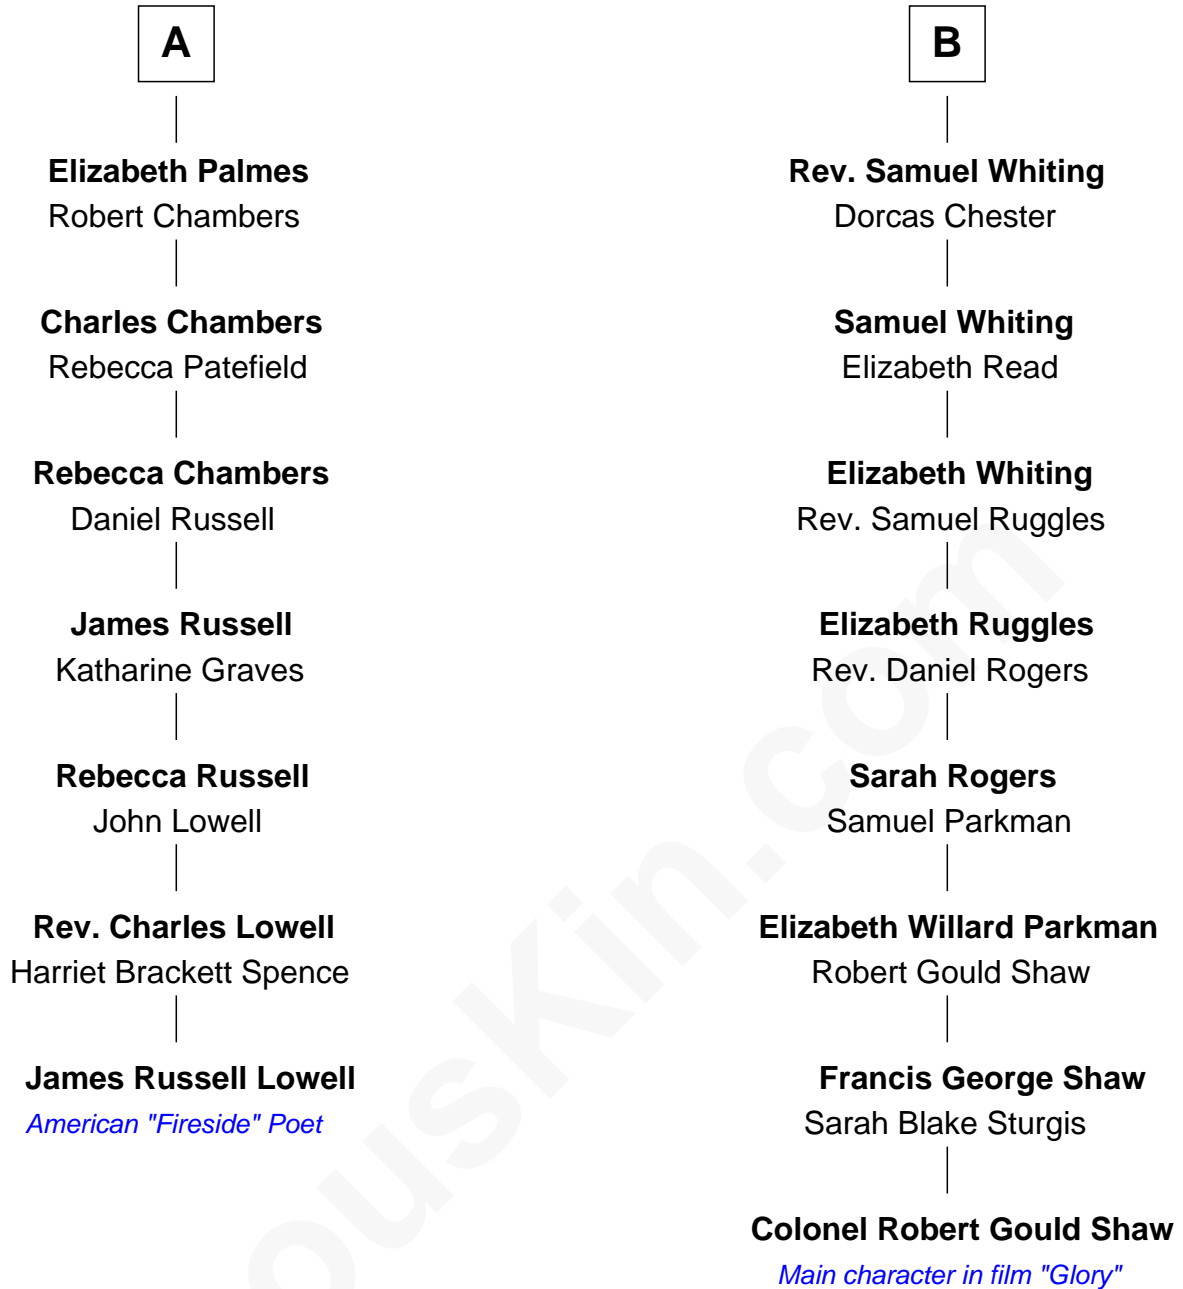 A
Elizabeth Palmes
Robert Chambers
Charles Chambers
Rebecca Patefield
Rebecca Chambers
Daniel Russell
James Russell
Katharine Graves
Rebecca Russell
John Lowell
Rev. Charles Lowell
Harriet Brackett Spence
James Russell Lowell
American "Fireside" Poet
B
Rev. Samuel Whiting
Dorcas Chester
Samuel Whiting
Elizabeth Read
Elizabeth Whiting
Rev. Samuel Ruggles
Elizabeth Ruggles
Rev. Daniel Rogers
Sarah Rogers
Samuel Parkman
Elizabeth Willard Parkman
Robert Gould Shaw
Francis George Shaw
Sarah Blake Sturgis
Colonel Robert Gould Shaw
Main character in film "Glory"
ousKin.com